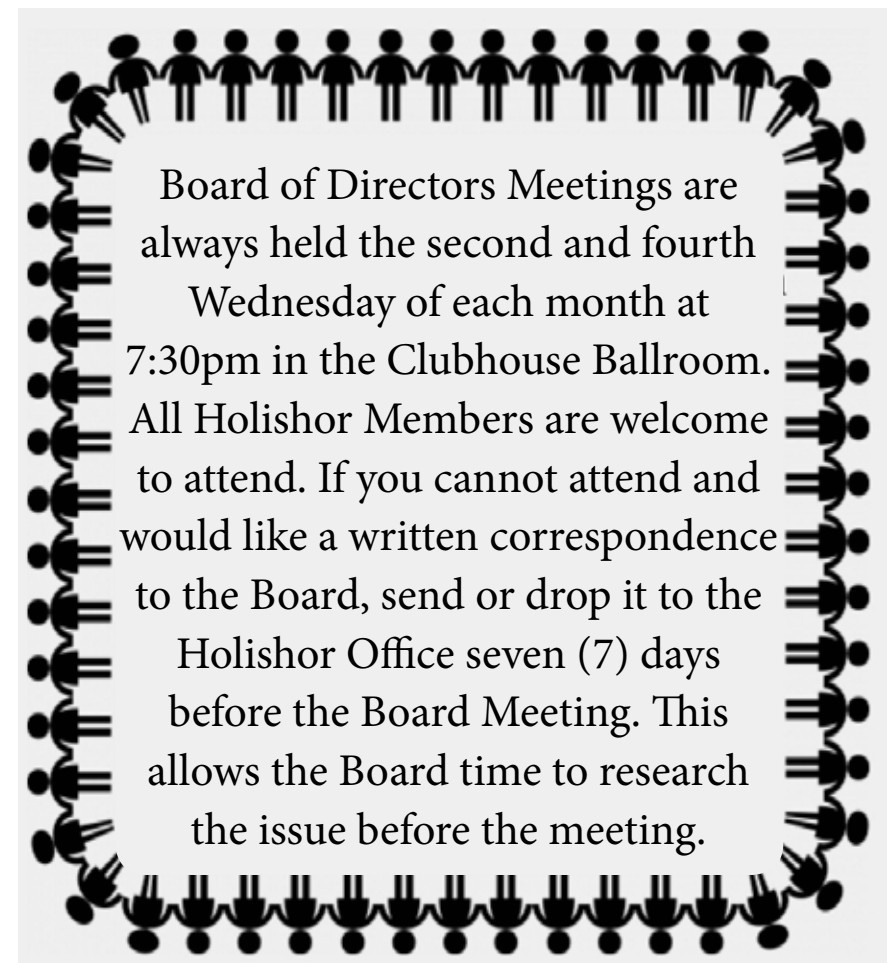 Board of Directors Meetings are
always held the second and fourth
Wednesday of each month at
7:30pm in the Clubhouse Ballroom.
All Holishor Members are welcome
to attend. If you cannot attend and
would like a written correspondence
to the Board, send or drop it to the
Holishor Office seven (7) days
before the Board Meeting. This
allows the Board time to research
the issue before the meeting.